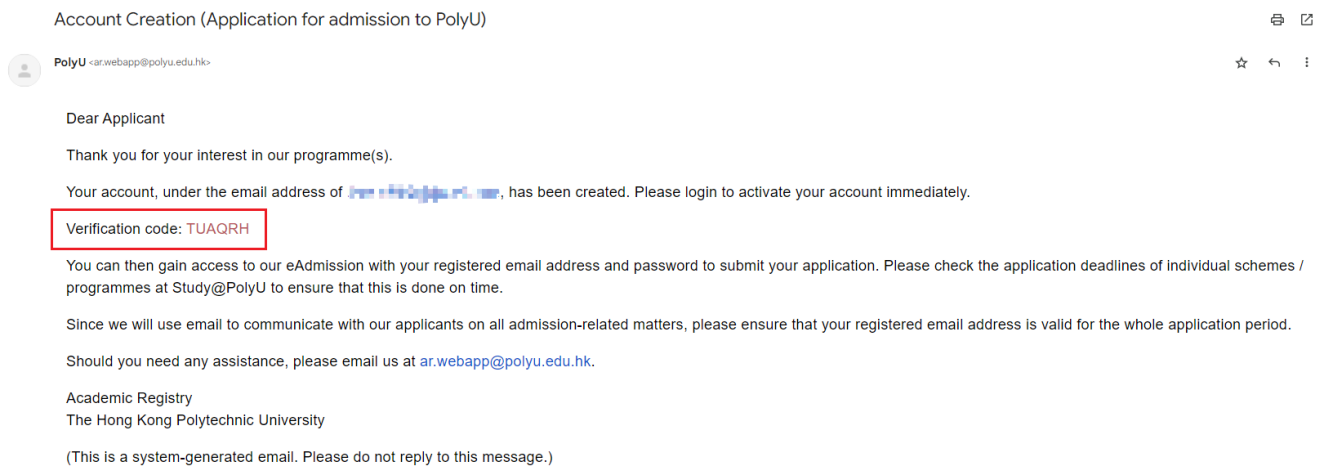 Account Creation (Application for admission to PolyU)
PolyU <ar.webapp@polyu.edu.hk>
Dear Applicant
Thank you for your interest in our programme(s).
Your account, under the email address of , has been created. Please login to activate your account immediately.
Verification code: TUAQRH
You can then gain access to our eAdmission with your registered email address and password to submit your application. Please check the application deadlines of individual schemes /
programmes at Study@PolyU to ensure that this is done on time.
Since we will use email to communicate with our applicants on all admission-related matters, please ensure that your registered email address is valid for the whole application period.
Should you need any assistance, please email us at ar.webapp@polyu.edu.hk.
Academic Registry
The Hong Kong Polytechnic University
(This is a system-generated email. Please do not reply to this message.)